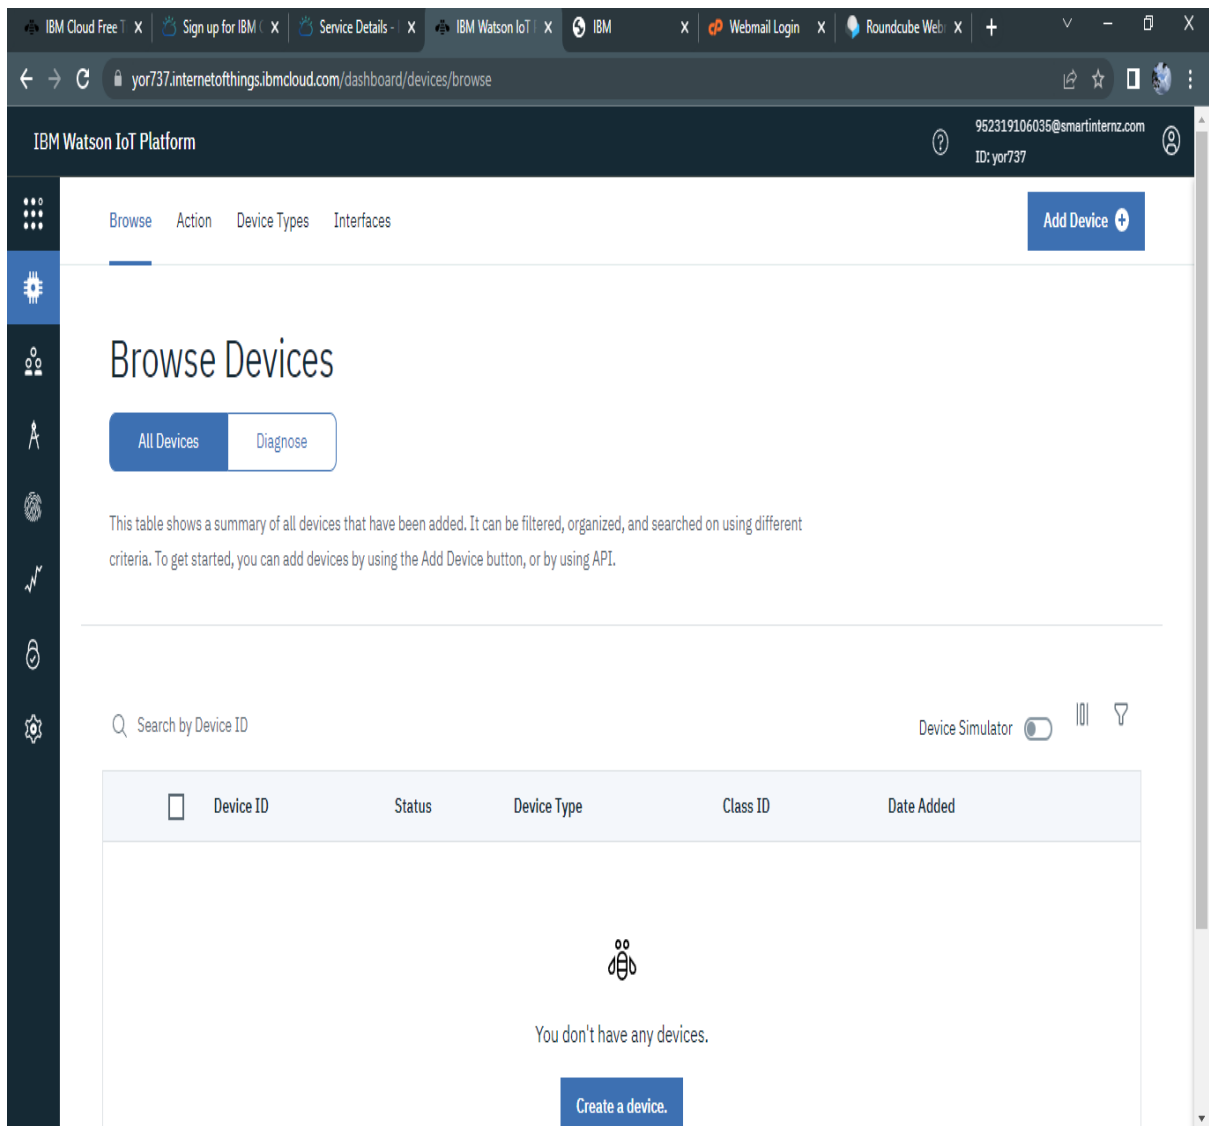 IBM Cloud Free T Sign up for IBM Service Details - IBM Watson IoT IBM Webmail Login Roundcube Web
yor737.internetofthings.ibmcloud.com/dashboard/devices/browse
IBM Watson IoT Platform
952319106035@smartinternz.com
ID: yor737
Browse Action Device Types Interfaces
Add Device
Browse Devices
All Devices Diagnose
This table shows a summary of all devices that have been added. It can be filtered, organized, and searched on using different
criteria. To get started, you can add devices by using the Add Device button, or by using API.
Search by Device ID
Device Simulator
Device ID Status Device Type Class ID Date Added
You don't have any devices.
Create a device.